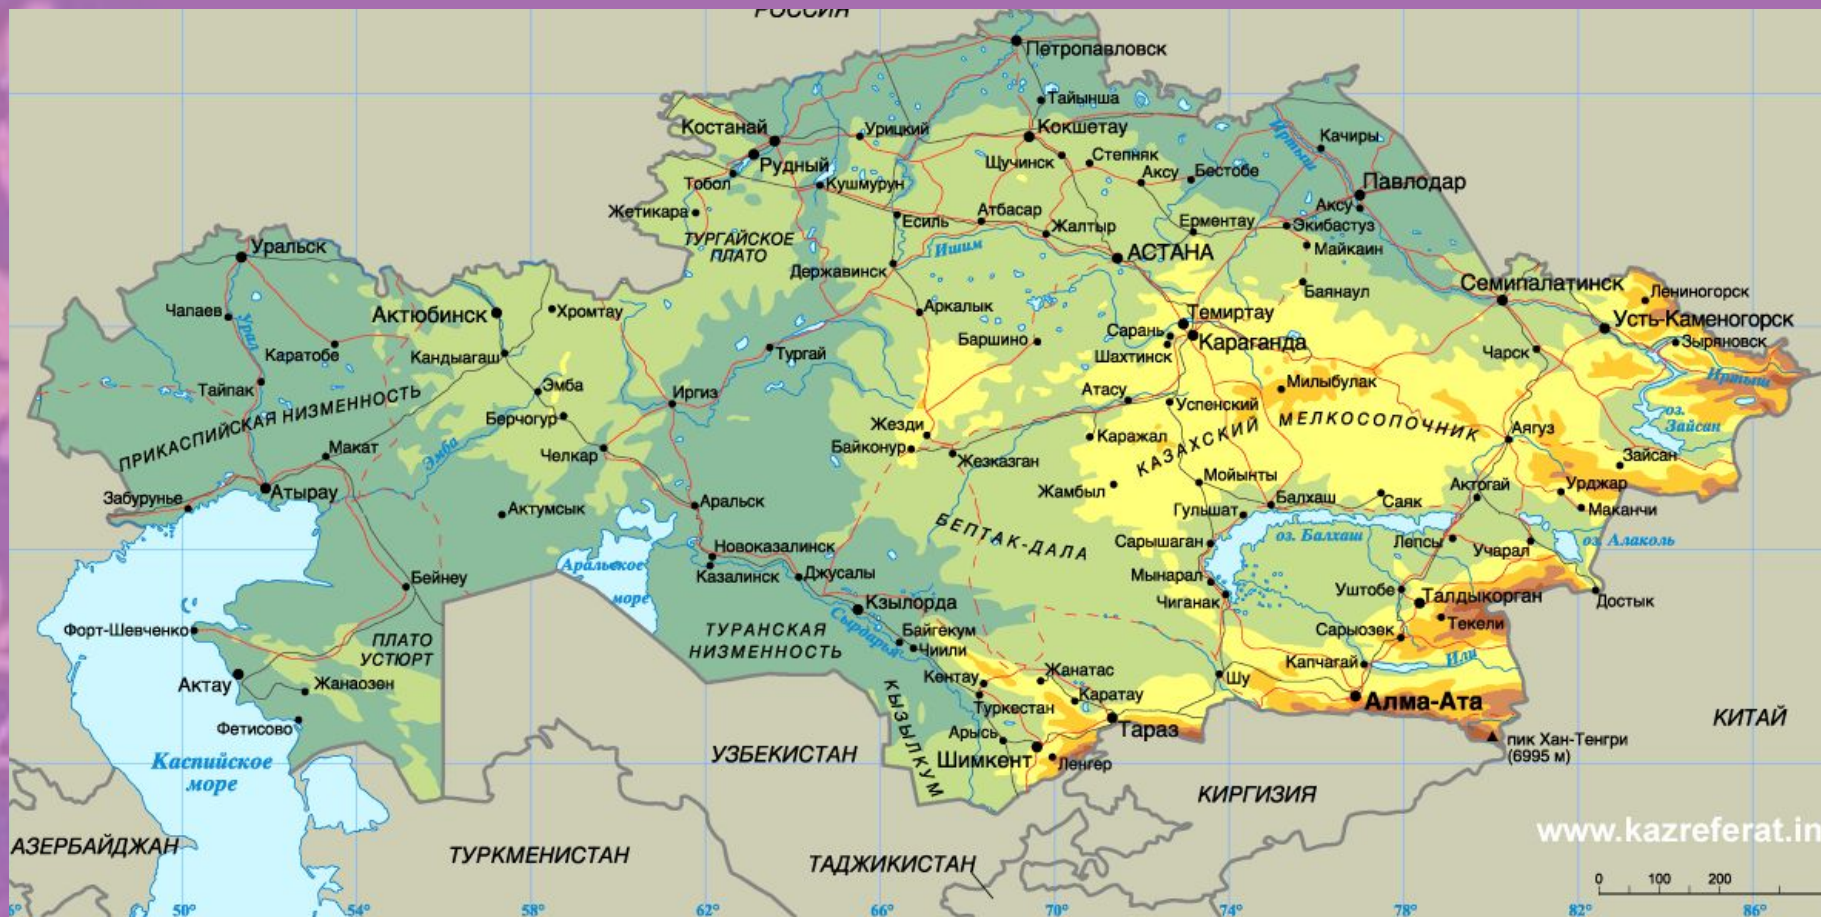 РОССИЯ
Петропавловск
Тайынша
Костанай
Урицкий
Кокшетау
Иртыш
Качиры
Рудный
Щучинск
Степняк
Тобол
Кушмурун
Аксу
Бестобе
Павлодар
Жетикара
Есиль
Атбасар
Жалтыр
Ерментау
Аксу
Экибастуз
ТУРГАЙСКОЕ
ПЛАТО
Ишим
Майкаин
Уральск
АСТАНА
Державинск
Баянаул
Семипалатинск
Лениногорск
Чапаев
Урал
Актюбинск
Хромтау
Аркалык
Темиртау
Усть-Каменогорск
Каратобе
Кандыагаш
Тургай
Баршино
Сарань
Шахтинск
Караганда
Чарск
Зыряновск
Тайпак
Эмба
Иргиз
Атасу
Милыбулак
Иртыш
ПРИКАСПИЙСКАЯ НИЗМЕННОСТЬ
Берчогур
Успенский
оз.
Зайсан
Макат
Эмба
Челкар
Жезди
Байконур
Жезказган
Каражал
КАЗАХСКИЙ МЕЛКОСОПОЧНИК
Аягуз
Зайсан
Забурунье
Атырау
Актумсык
Аральск
Жамбыл
Мойынты
Балхаш
Саяк
Актогай
Урджар
Гульшат
Маканчи
БЕПТАК-ДАЛА
Сарышаган
оз. Балхаш
Лепсы
Учарал
оз. Алаколь
Новоказалинск
Аральское
море
Казалинск
Джусалы
Мынарал
Бейнеу
Чиганак
Уштобе
Талдыкорган
Достык
Кзылорда
Форт-Шевченко
ПЛАТО
УСТЮРТ
ТУРАНСКАЯ
НИЗМЕННОСТЬ
Сырдарья
Байгекум
Чиили
Сарыозек
Текели
Капчагай
Или
Актау
Жанаозен
Кентау
Жанатас
Шу
Туркестан
Каратау
Алма-Ата
КЫЗЫЛКУМ
Фетисово
Арысь
Тараз
КИТАЙ
Каспийское
море
УЗБЕКИСТАН
Шимкент
Ленгер
пик Хан-Тенгри
(6995 м)
КИРГИЗИЯ
www.kazreferat.in
АЗЕРБАЙДЖАН
ТУРКМЕНИСТАН
ТАДЖИКИСТАН
0 100 200
50° 54° 58° 62° 66° 70° 74° 78° 82° 86°